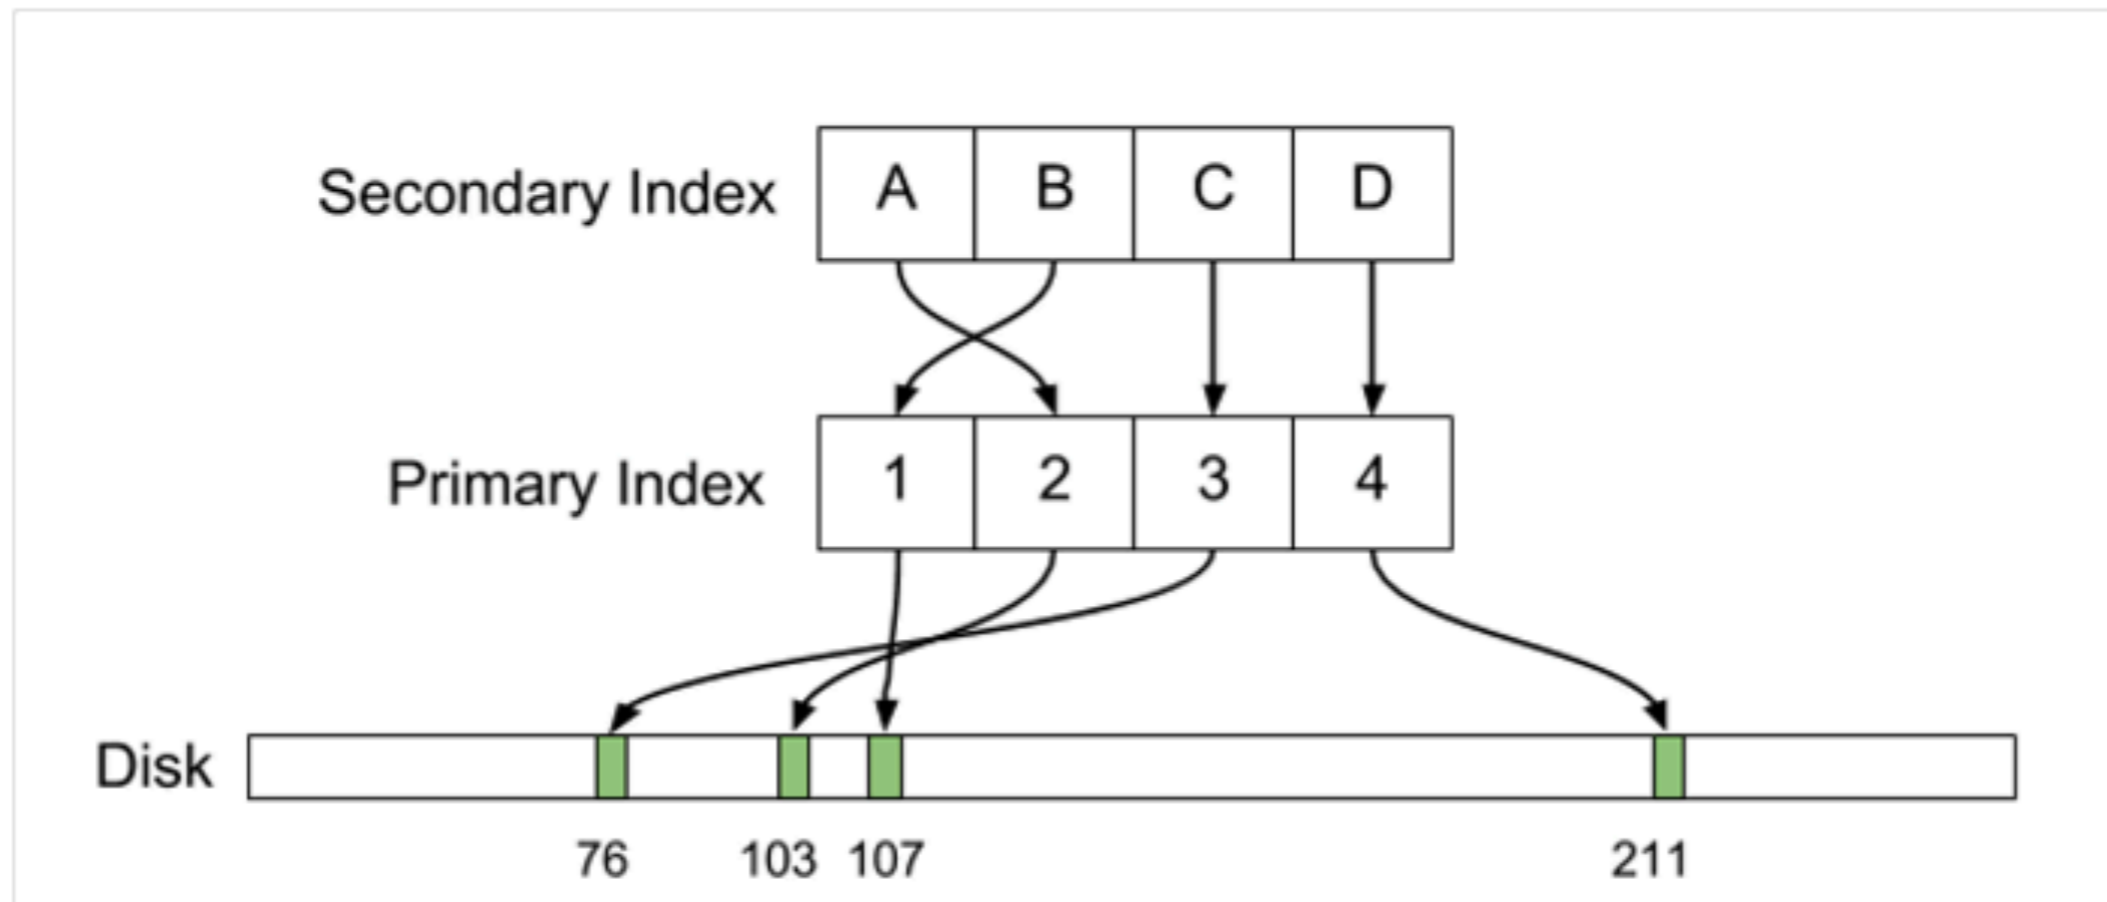 Secondary Index A B C D
Primary Index 1 2 3 4
Disk
76 103 107 211